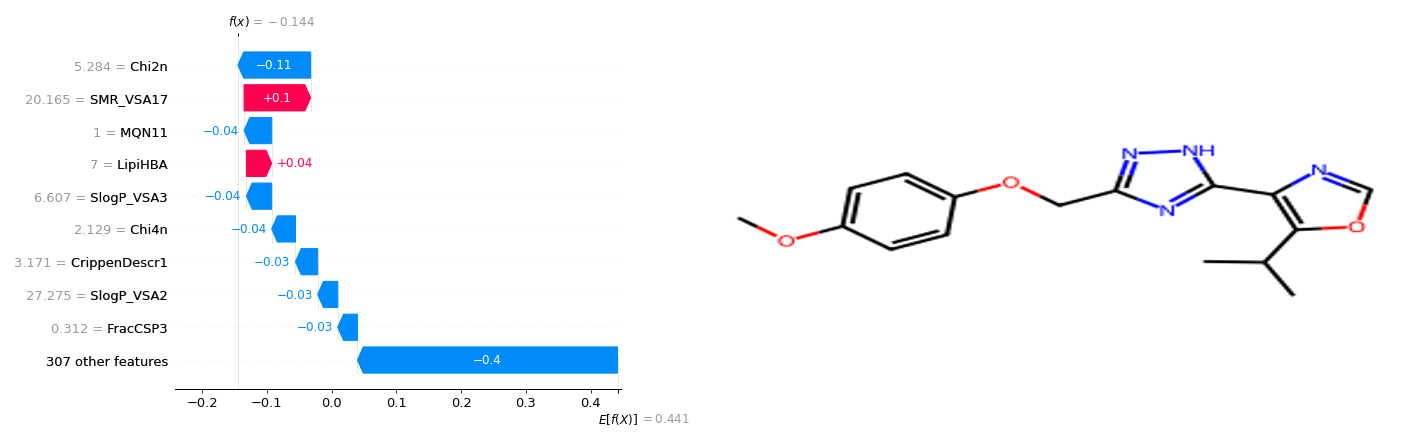 f(x) = −0.144
5.284 = Chi2n
−0.11
20.165 = SMR_VSA17
+0.1
1 = MQN11
−0.04
7 = LipiHBA
+0.04
6.607 = SlogP_VSA3
−0.04
2.129 = Chi4n
−0.04
3.171 = CrippenDescr1
−0.03
27.275 = SlogP_VSA2
−0.03
0.312 = FracCSP3
−0.03
307 other features
−0.4
−0.2 −0.1 0.0 0.1 0.2 0.3 0.4
E[f(X)] = 0.441
N NH
N
O
O
N
O